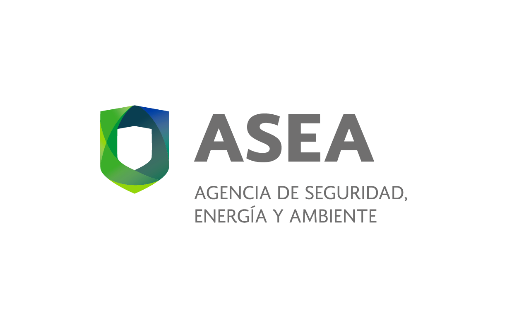 ASEA
AGENCIA DE SEGURIDAD,
ENERGÍA Y AMBIENTE